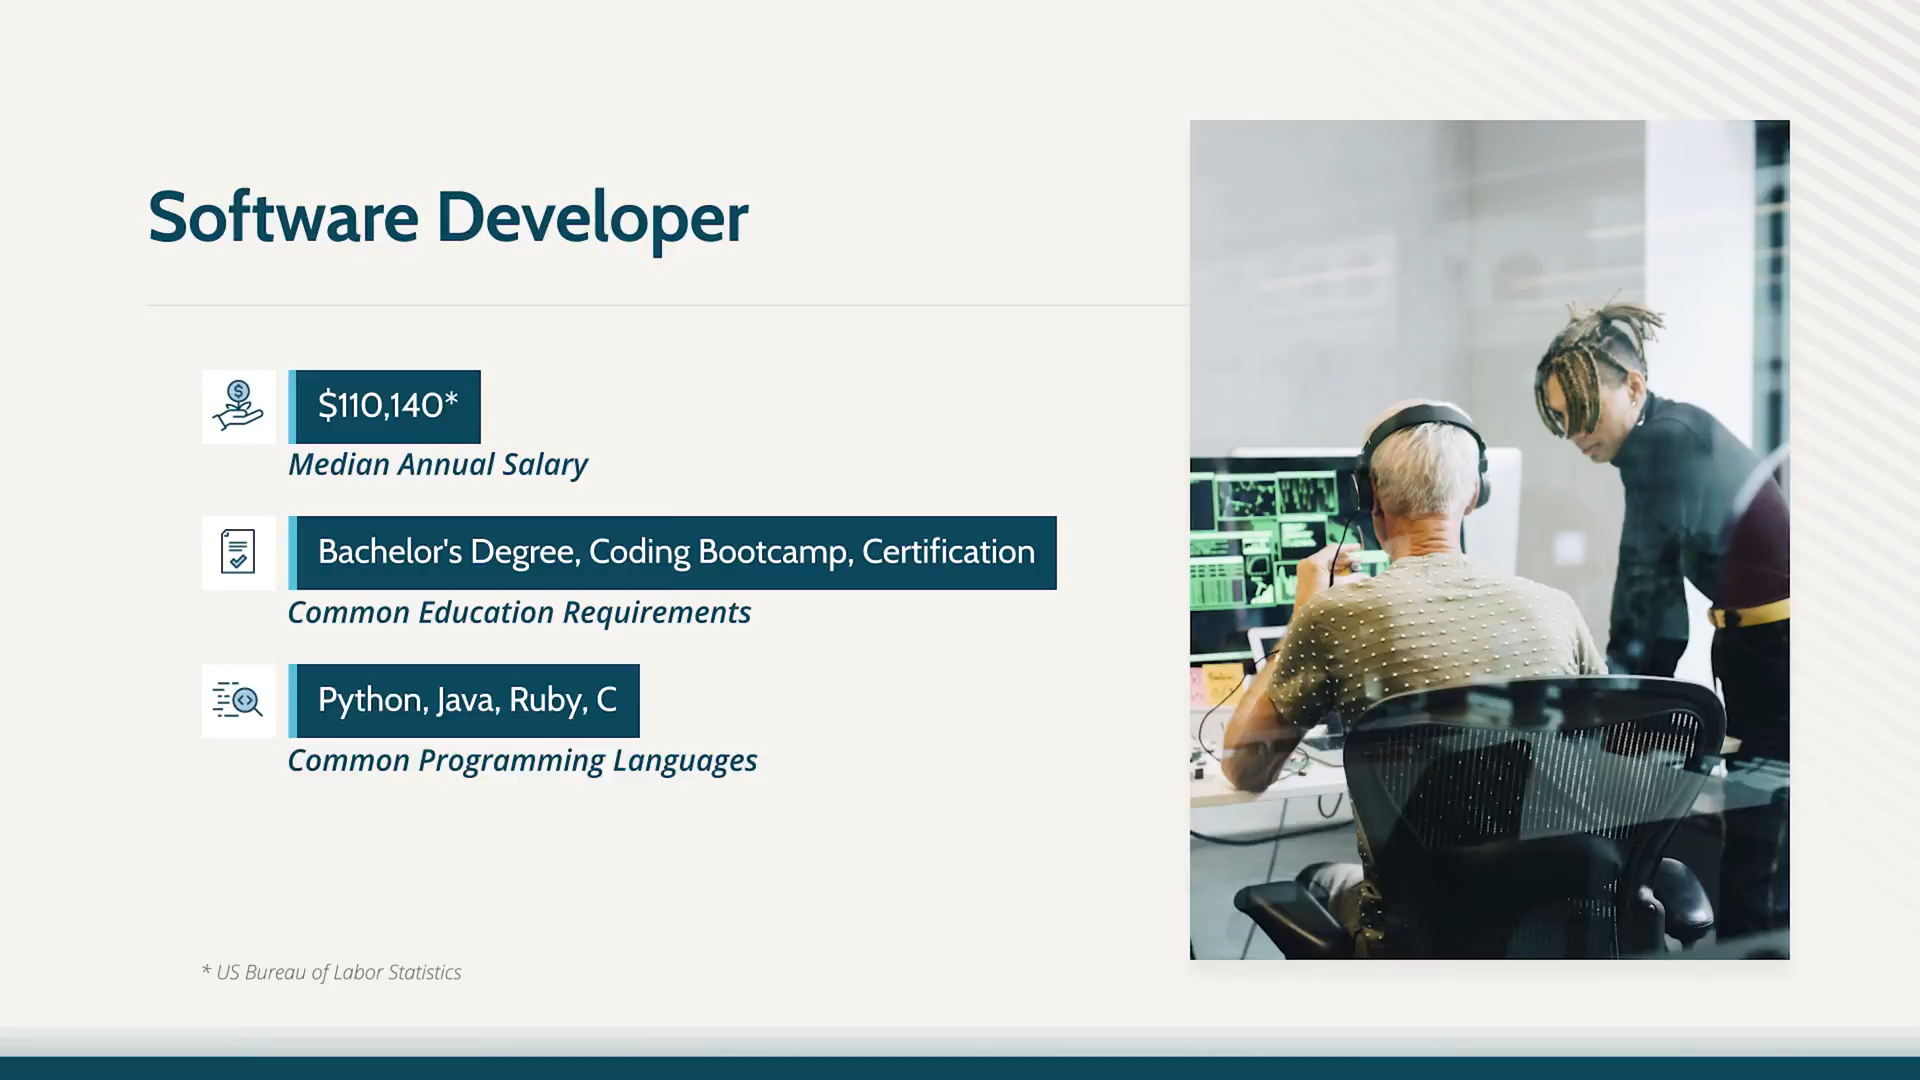 Software Developer
$110,140*
Median Annual Salary
Bachelor's Degree, Coding Bootcamp, Certification
Common Education Requirements
Python, Java, Ruby, C
Common Programming Languages
* US Bureau of Labor Statistics